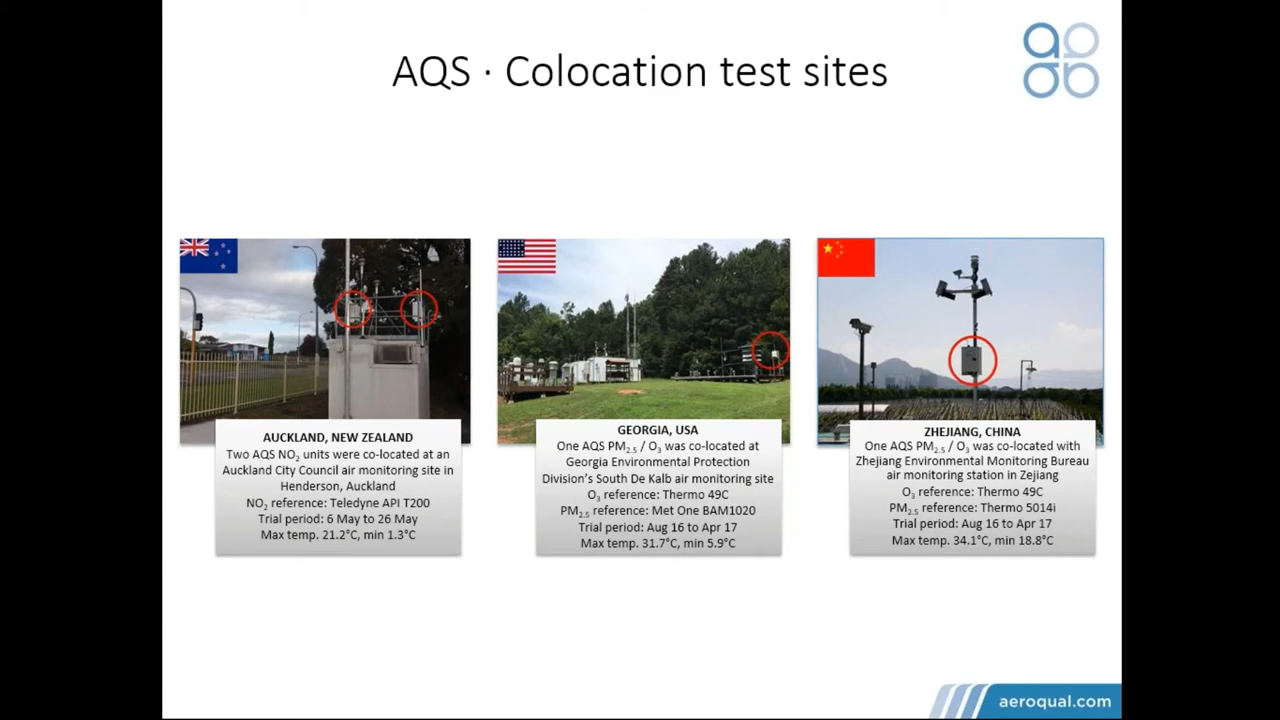 AQS · Colocation test sites
AUCKLAND, NEW ZEALAND
Two AQS NO₂ units were co-located at an
Auckland City Council air monitoring site in
Henderson, Auckland
NO₂ reference: Teledyne API T200
Trial period: 6 May to 26 May
Max temp. 21.2°C, min 1.3°C
GEORGIA, USA
One AQS PM₂.₅ / O₃ was co-located at
Georgia Environmental Protection
Division's South De Kalb air monitoring site
O₃ reference: Thermo 49C
PM₂.₅ reference: Met One BAM1020
Trial period: Aug 16 to Apr 17
Max temp. 31.7°C, min 5.9°C
ZHEJIANG, CHINA
One AQS PM₂.₅ / O₃ was co-located with
Zhejiang Environmental Monitoring Bureau
air monitoring station in Zejiang
O₃ reference: Thermo 49C
PM₂.₅ reference: Thermo 5014i
Trial period: Aug 16 to Apr 17
Max temp. 34.1°C, min 18.8°C
aeroqual.com